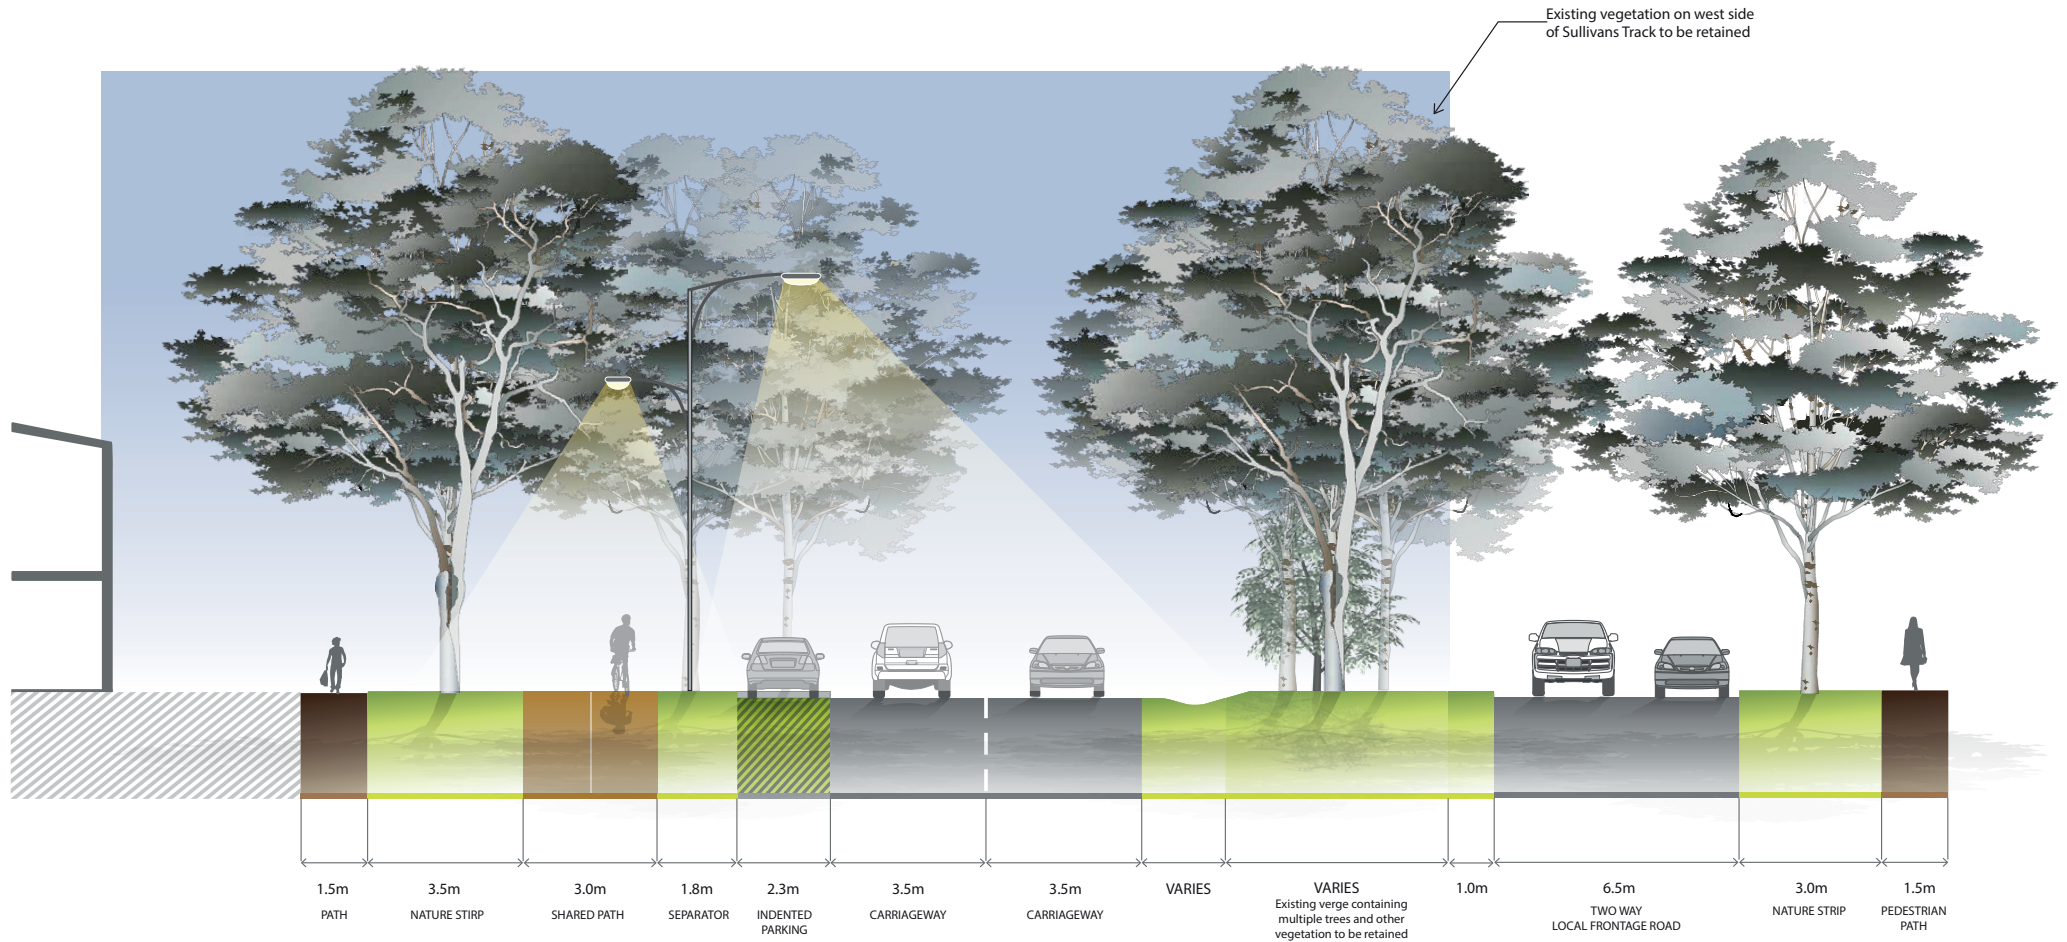 Existing vegetation on west side
of Sullivans Track to be retained
1.5m
PATH
3.5m
NATURE STIRP
3.0m
SHARED PATH
1.8m
SEPARATOR
2.3m
INDENTED
PARKING
3.5m
CARRIAGEWAY
3.5m
CARRIAGEWAY
VARIES
VARIES
Existing verge containing
multiple trees and other
vegetation to be retained
1.0m
6.5m
TWO WAY
LOCAL FRONTAGE ROAD
3.0m
NATURE STRIP
1.5m
PEDESTRIAN
PATH